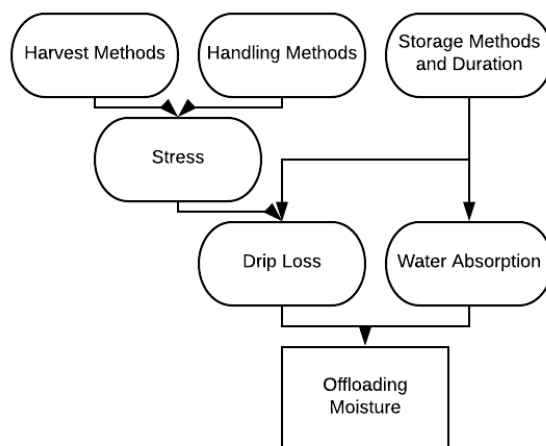 Harvest Methods
Handling Methods
Storage Methods
and Duration
Stress
Drip Loss
Water Absorption
Offloading
Moisture